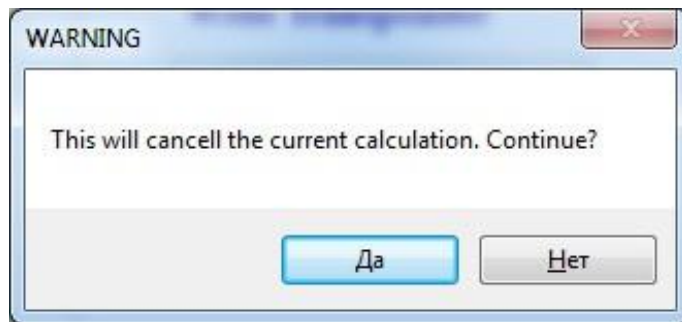 WARNING
This will cancell the current calculation. Continue?
Да
Нет